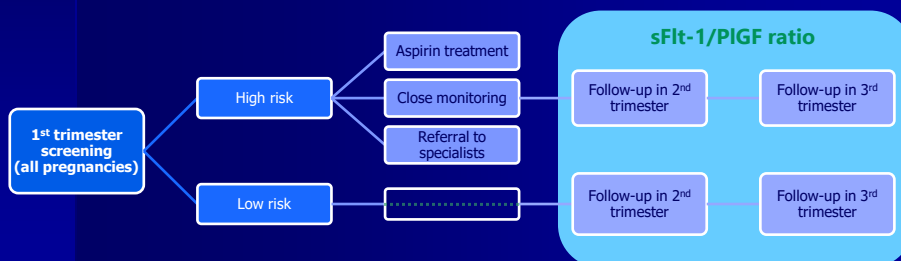 sFlt-1/PlGF ratio
Aspirin treatment
High risk
Close monitoring
Follow-up in 2nd
trimester
Follow-up in 3rd
trimester
1st trimester
screening
(all pregnancies)
Referral to
specialists
Low risk
Follow-up in 2nd
trimester
Follow-up in 3rd
trimester